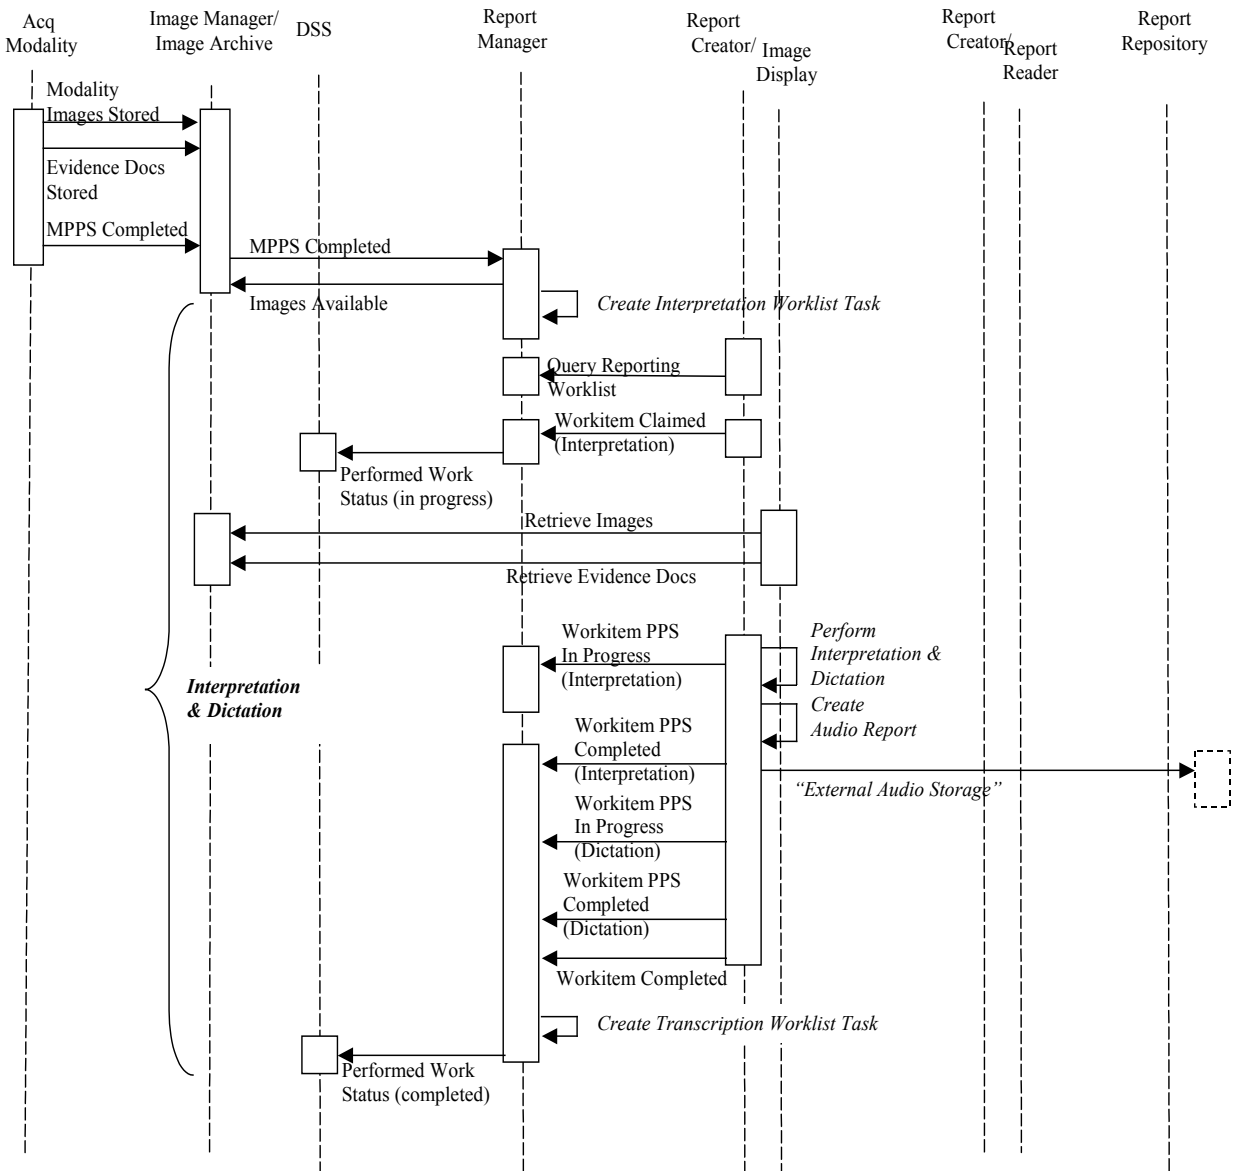 Acq
Modality
Image Manager/
Image Archive
DSS
Report
Manager
Report
Creator/
Image
Display
Report
Creator/
Report
Reader
Report
Repository
Modality
Images Stored
Evidence Docs
Stored
MPPS Completed
MPPS Completed
Images Available
Create Interpretation Worklist Task
Query Reporting
Worklist
Workitem Claimed
(Interpretation)
Performed Work
Status (in progress)
Retrieve Images
Retrieve Evidence Docs
Workitem PPS
In Progress
(Interpretation)
Perform
Interpretation &
Dictation
Interpretation
& Dictation
Create
Audio Report
Workitem PPS
Completed
(Interpretation)
“External Audio Storage”
Workitem PPS
In Progress
(Dictation)
Workitem PPS
Completed
(Dictation)
Workitem Completed
Create Transcription Worklist Task
Performed Work
Status (completed)